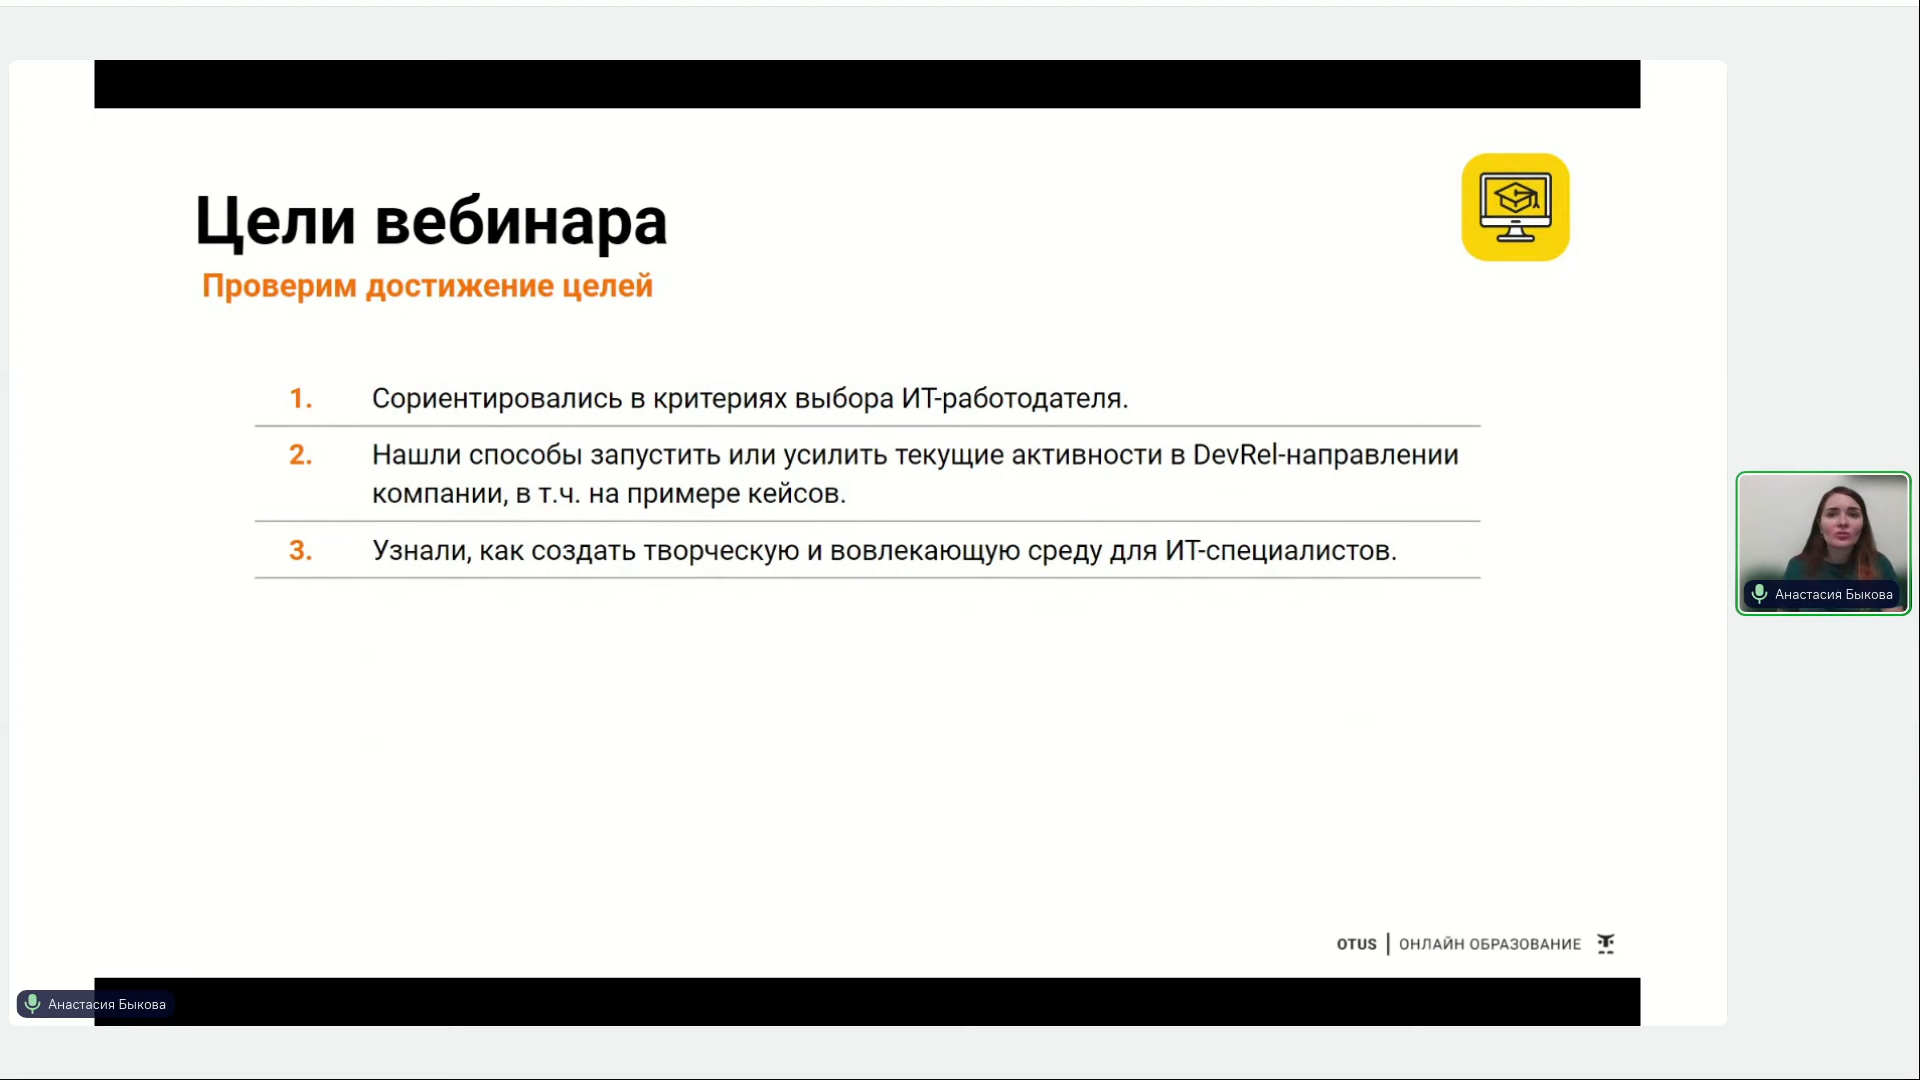 Цели вебинара
Проверим достижение целей
1. Сориентировались в критериях выбора ИТ-работодателя.
2. Нашли способы запустить или усилить текущие активности в DevRel-направлении
компании, в т.ч. на примере кейсов.
3. Узнали, как создать творческую и вовлекающую среду для ИТ-специалистов.
Анастасия Быкова
OTUS | ОНЛАЙН ОБРАЗОВАНИЕ
Анастасия Быкова